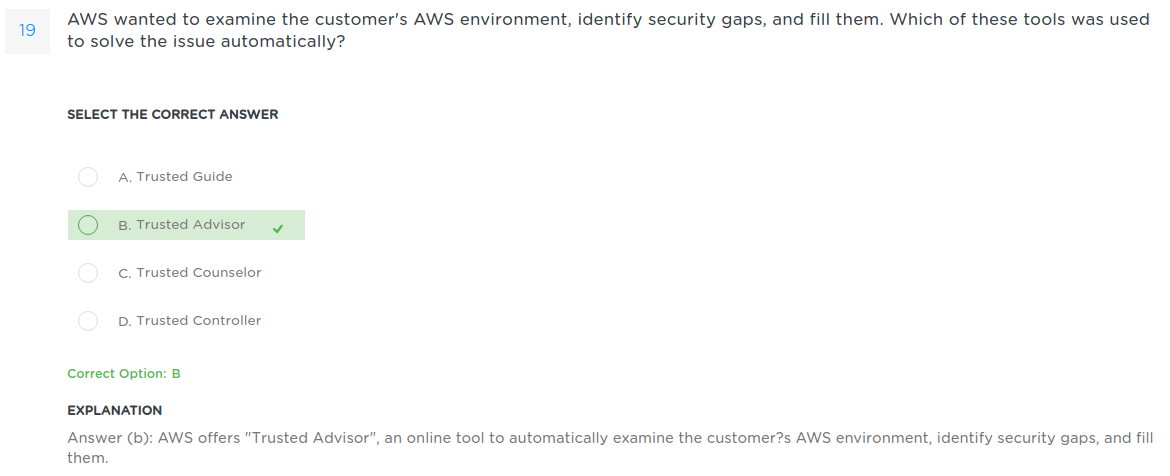 19
AWS wanted to examine the customer's AWS environment, identify security gaps, and fill them. Which of these tools was used
to solve the issue automatically?
SELECT THE CORRECT ANSWER
A. Trusted Guide
B. Trusted Advisor
C. Trusted Counselor
D. Trusted Controller
Correct Option: B
EXPLANATION
Answer (b): AWS offers "Trusted Advisor", an online tool to automatically examine the customer?s AWS environment, identify security gaps, and fill
them.